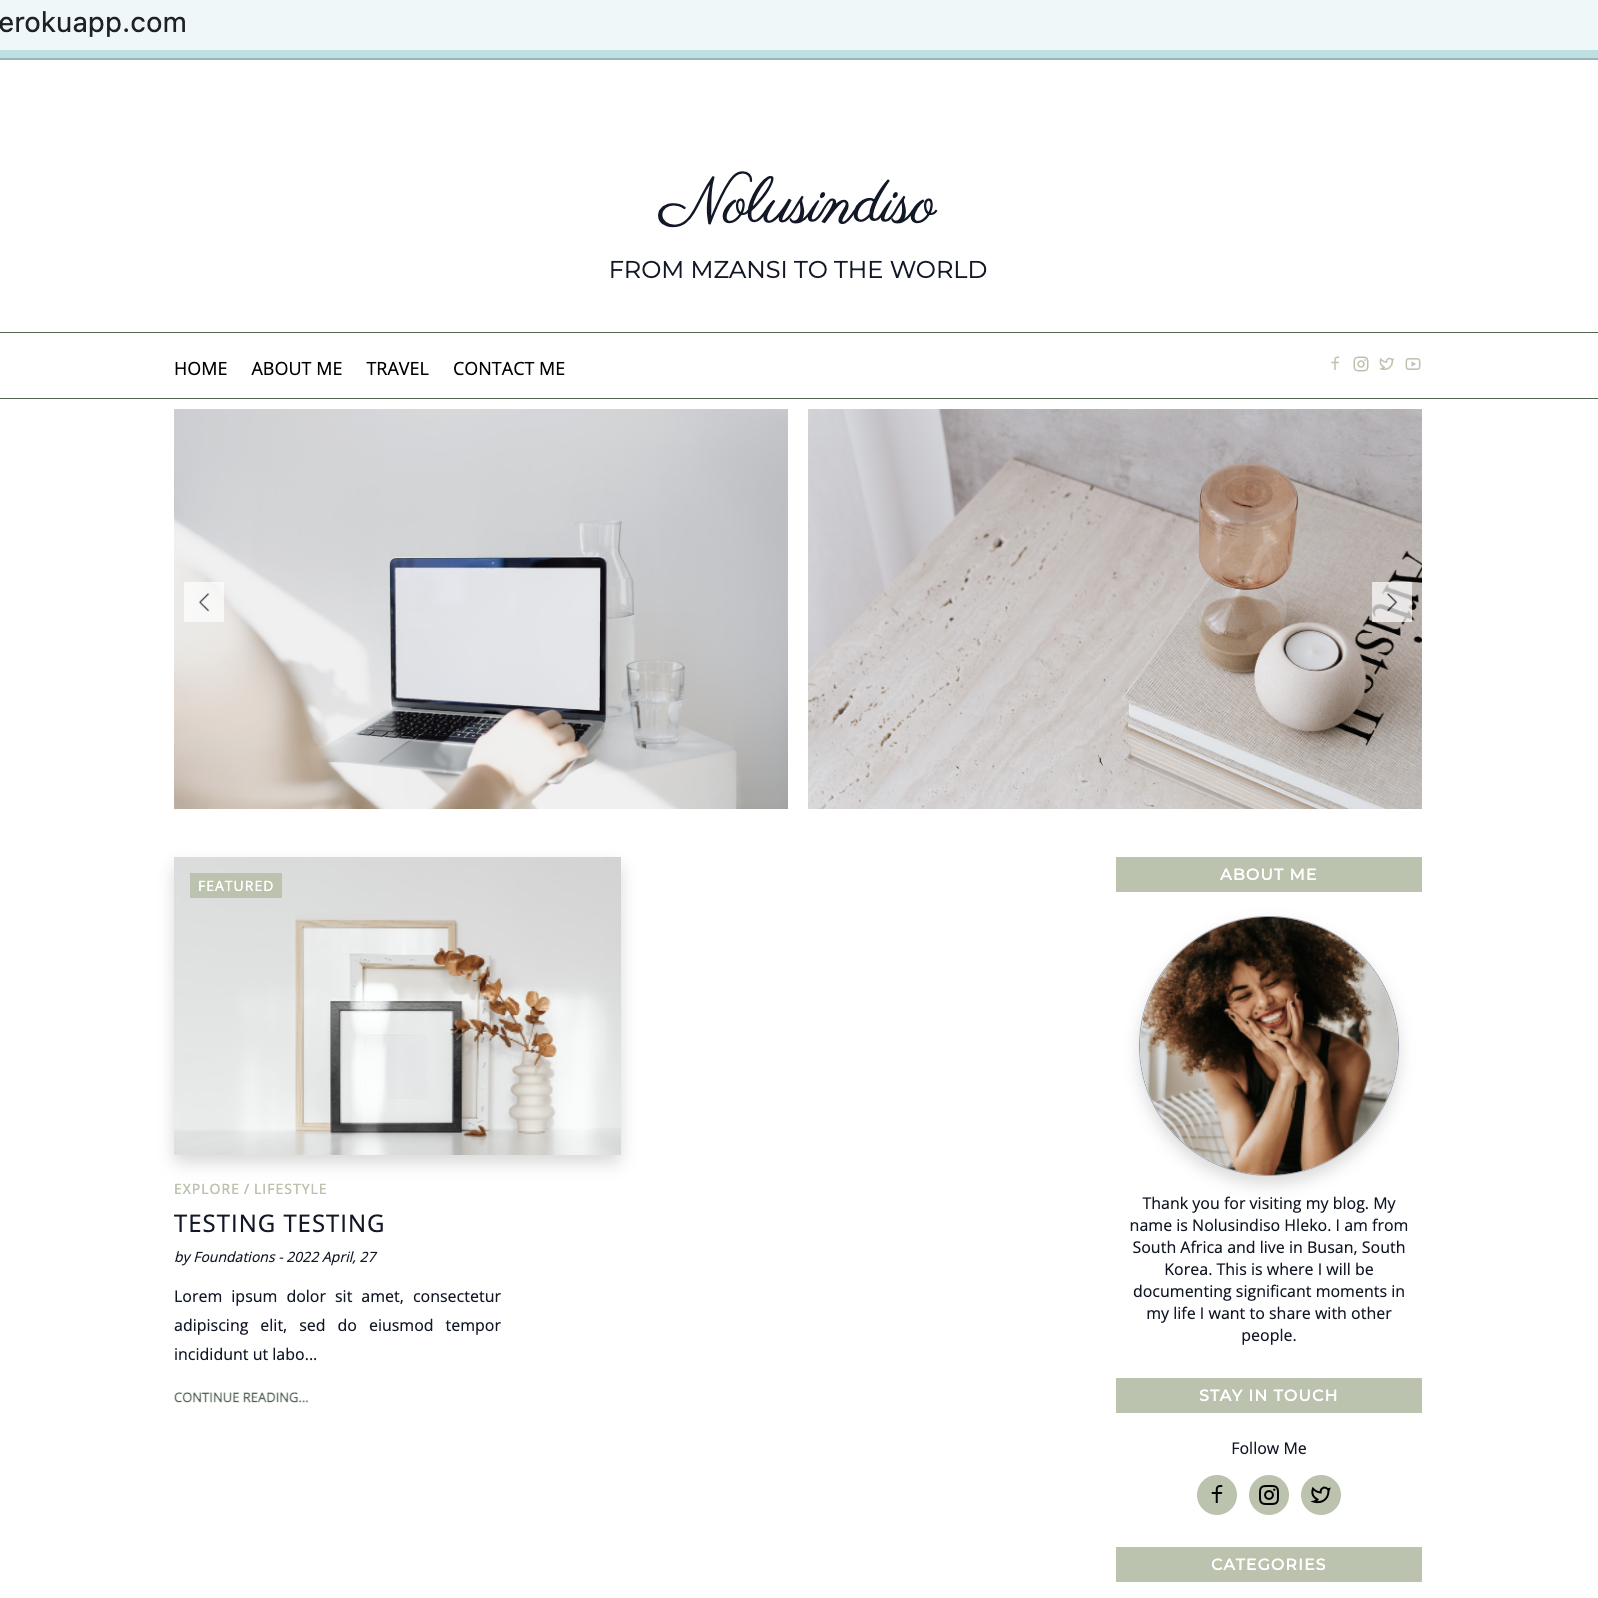 erokuapp.com
Nolusindiso
FROM MZANSI TO THE WORLD
HOME ABOUT ME TRAVEL CONTACT ME
FEATURED
EXPLORE / LIFESTYLE
TESTING TESTING
by Foundations - 2022 April, 27
Lorem ipsum dolor sit amet, consectetur
adipiscing elit, sed do eiusmod tempor
incididunt ut labo...
CONTINUE READING...
ABOUT ME
Thank you for visiting my blog. My
name is Nolusindiso Hleko. I am from
South Africa and live in Busan, South
Korea. This is where I will be
documenting significant moments in
my life I want to share with other
people.
STAY IN TOUCH
Follow Me
CATEGORIES